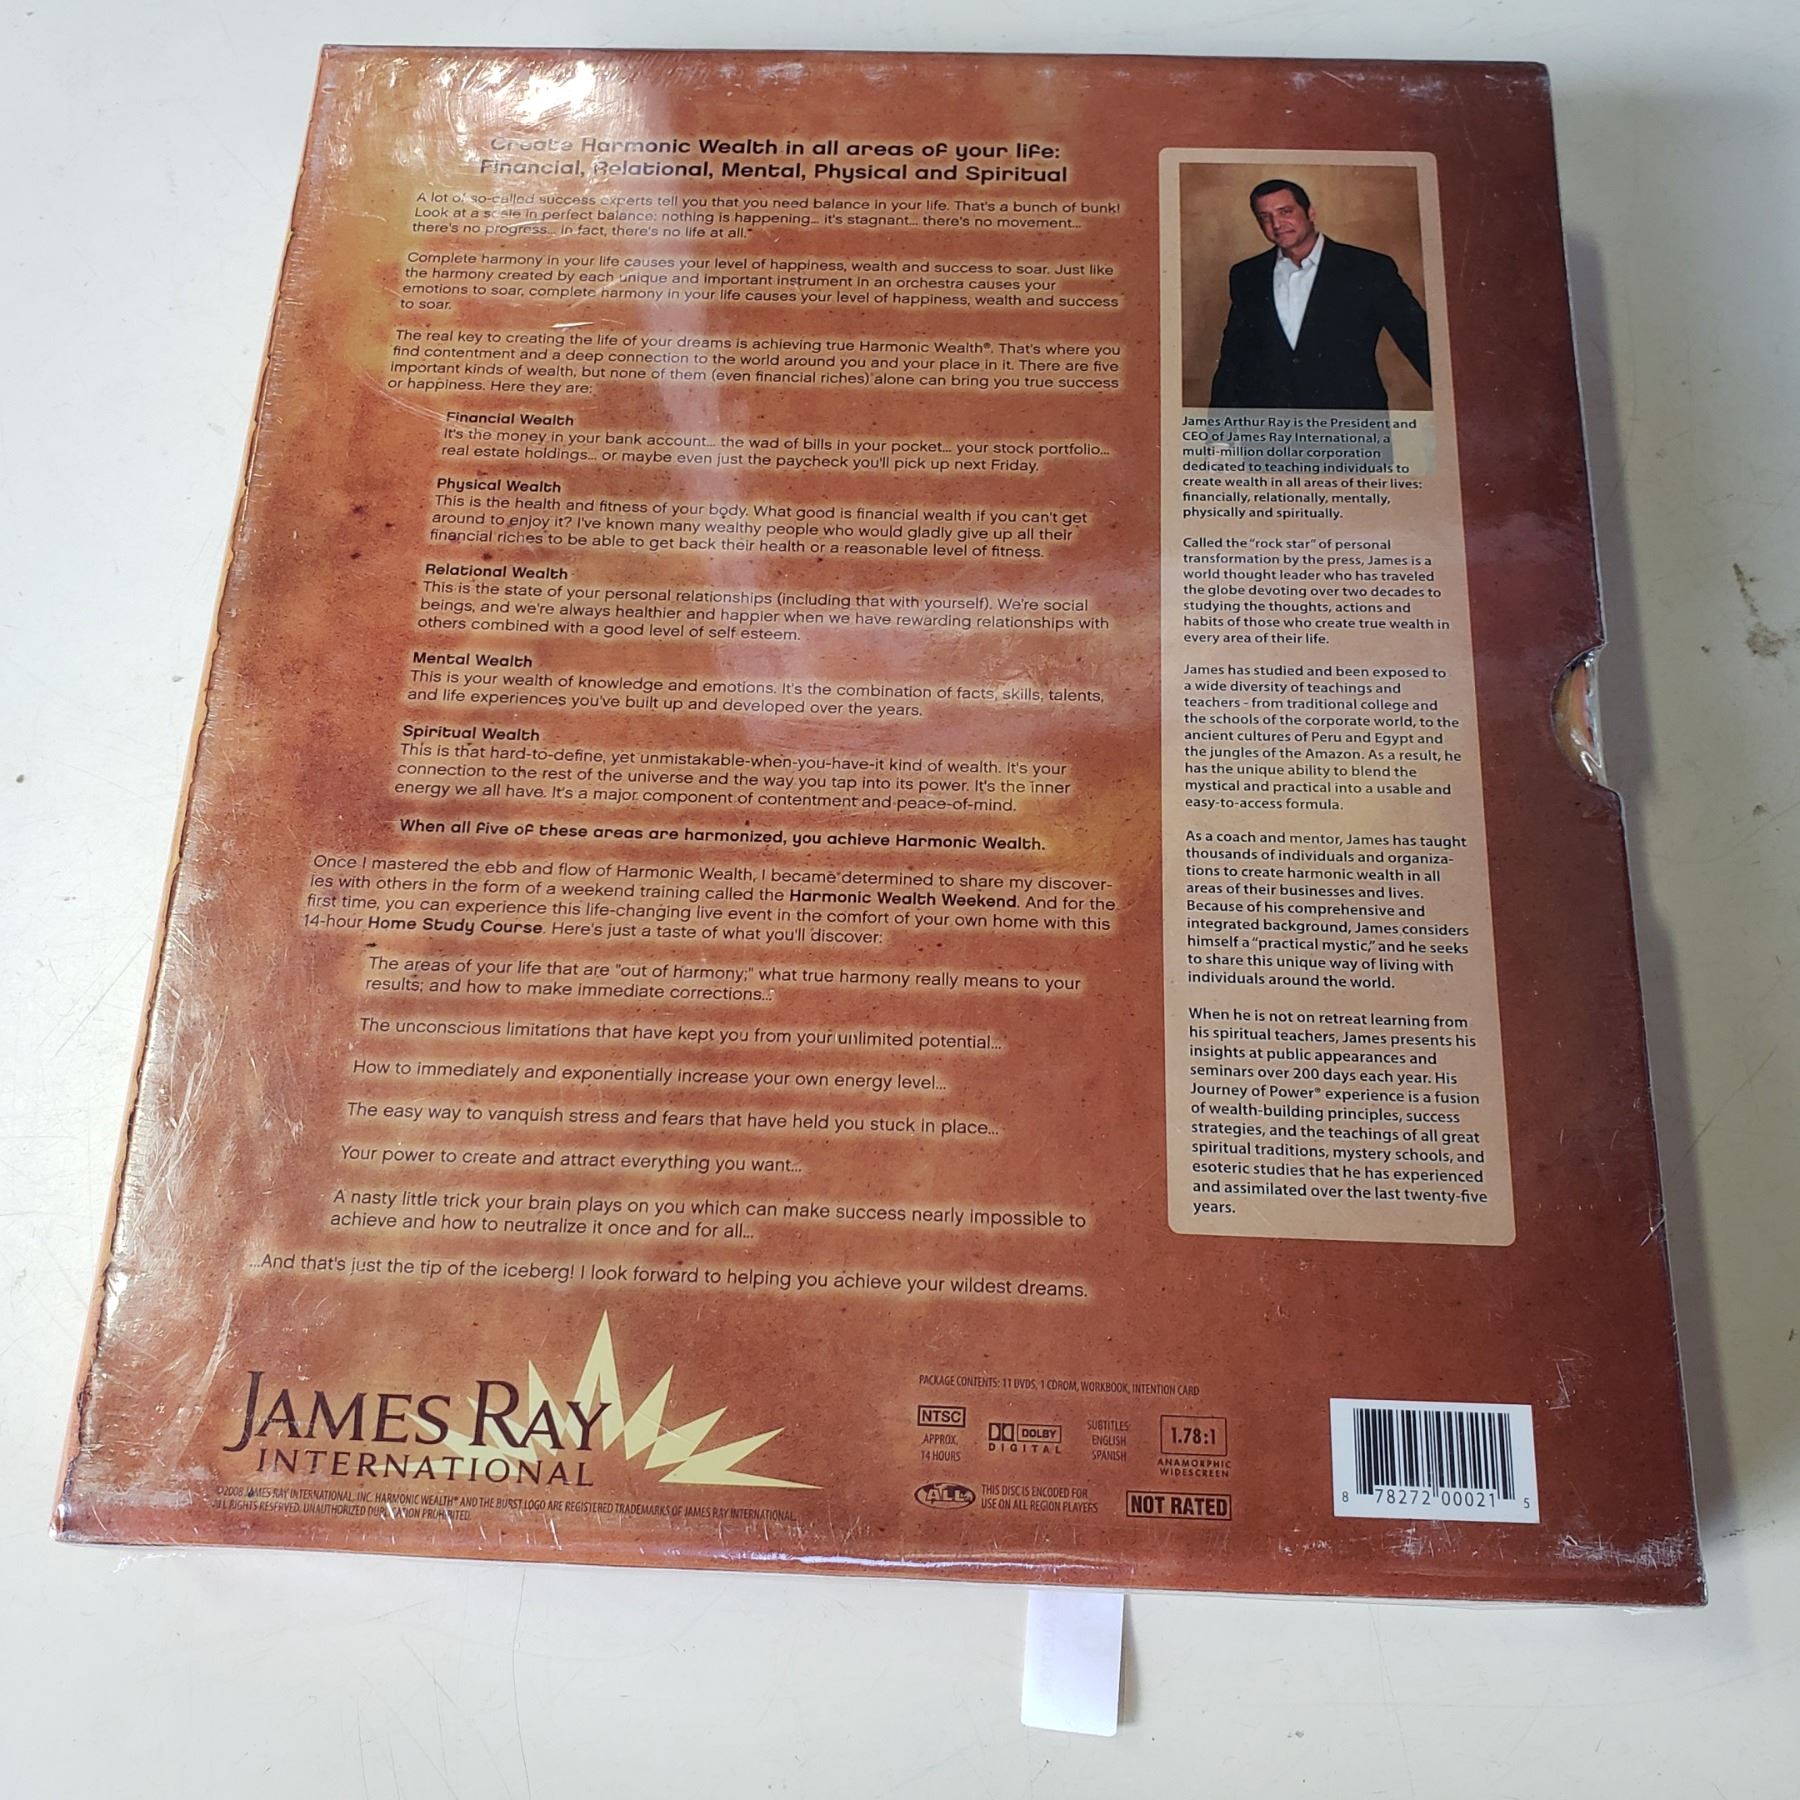 Create Harmonic Wealth in all areas of your life:
Financial, Relational, Mental, Physical and Spiritual
A lot of so-called success experts tell you that you need balance in your life. That's a bunch of bunk!
Look at a scale in perfect balance: nothing is happening... it's stagnant... there's no movement...
there's no progress... in fact, there's no life at all."
Complete harmony in your life causes your level of happiness, wealth and success to soar. Just like
the harmony created by each unique and important instrument in an orchestra causes your
emotions to soar, complete harmony in your life causes your level of happiness, wealth and success
to soar.
The real key to creating the life of your dreams is achieving true Harmonic Wealth®. That's where you
find contentment and a deep connection to the world around you and your place in it. There are five
important kinds of wealth, but none of them (even financial riches) alone can bring you true success
or happiness. Here they are:
Financial Wealth
It's the money in your bank account... the wad of bills in your pocket... your stock portfolio...
real estate holdings... or maybe even just the paycheck you'll pick up next Friday.
Physical Wealth
This is the health and fitness of your body. What good is financial wealth if you can't get
around to enjoy it? I've known many wealthy people who would gladly give up all their
financial riches to be able to get back their health or a reasonable level of fitness.
Relational Wealth
This is the state of your personal relationships (including that with yourself). We're social
beings, and we're always healthier and happier when we have rewarding relationships with
others combined with a good level of self esteem.
Mental Wealth
This is your wealth of knowledge and emotions. It's the combination of facts, skills, talents,
and life experiences you've built up and developed over the years.
Spiritual Wealth
This is that hard-to-define, yet unmistakable-when-you-have-it kind of wealth. It's your
connection to the rest of the universe and the way you tap into its power. It's the inner
energy we all have. It's a major component of contentment and peace-of-mind.
When all five of these areas are harmonized, you achieve Harmonic Wealth.
Once I mastered the ebb and flow of Harmonic Wealth, I became determined to share my discover-
ies with others in the form of a weekend training called the Harmonic Wealth Weekend. And for the
first time, you can experience this life-changing live event in the comfort of your own home with this
14-hour Home Study Course. Here's just a taste of what you'll discover:
The areas of your life that are "out of harmony;" what true harmony really means to your
results; and how to make immediate corrections...
The unconscious limitations that have kept you from your unlimited potential...
How to immediately and exponentially increase your own energy level...
The easy way to vanquish stress and fears that have held you stuck in place...
Your power to create and attract everything you want...
A nasty little trick your brain plays on you which can make success nearly impossible to
achieve and how to neutralize it once and for all...
...And that's just the tip of the iceberg! I look forward to helping you achieve your wildest dreams.
James Arthur Ray is the President and
CEO of James Ray International, a
multi-million dollar corporation
dedicated to teaching individuals to
create wealth in all areas of their lives:
financially, relationally, mentally,
physically and spiritually.
Called the "rock star" of personal
transformation by the press, James is a
world thought leader who has traveled
the globe devoting over two decades to
studying the thoughts, actions and
habits of those who create true wealth in
every area of their life.
James has studied and been exposed to
a wide diversity of teachings and
teachers - from traditional college and
the schools of the corporate world, to the
ancient cultures of Peru and Egypt and
the jungles of the Amazon. As a result, he
has the unique ability to blend the
mystical and practical into a usable and
easy-to-access formula.
As a coach and mentor, James has taught
thousands of individuals and organiza-
tions to create harmonic wealth in all
areas of their businesses and lives.
Because of his comprehensive and
integrated background, James considers
himself a "practical mystic," and he seeks
to share this unique way of living with
individuals around the world.
When he is not on retreat learning from
his spiritual teachers, James presents his
insights at public appearances and
seminars over 200 days each year. His
Journey of Power® experience is a fusion
of wealth-building principles, success
strategies, and the teachings of all great
spiritual traditions, mystery schools, and
esoteric studies that he has experienced
and assimilated over the last twenty-five
years.
JAMES RAY
INTERNATIONAL
©2008 JAMES RAY INTERNATIONAL, INC. HARMONIC WEALTH® AND THE BURST LOGO ARE REGISTERED TRADEMARKS OF JAMES RAY INTERNATIONAL.
ALL RIGHTS RESERVED. UNAUTHORIZED DUPLICATION PROHIBITED.
PACKAGE CONTENTS: 11 DVDS, 1 CDROM, WORKBOOK, INTENTION CARD
NTSC
APPROX.
14 HOURS
DOLBY
DIGITAL
SUBTITLES:
ENGLISH
SPANISH
1.78:1
ANAMORPHIC
WIDESCREEN
ALL
THIS DISC IS ENCODED FOR
USE ON ALL REGION PLAYERS
NOT RATED
8 78272 00021 5